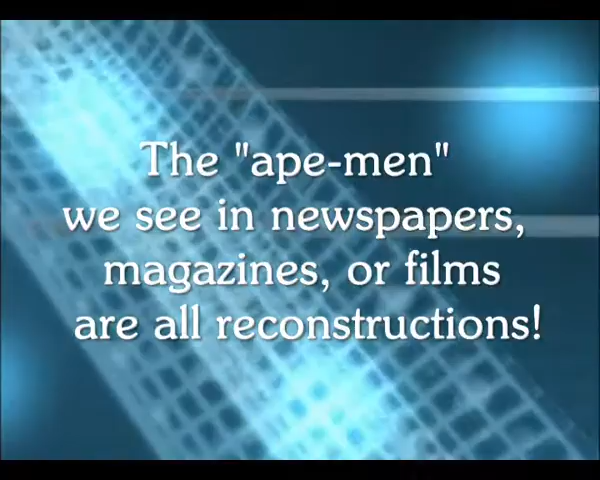 The "ape-men"
we see in newspapers,
magazines, or films
are all reconstructions!